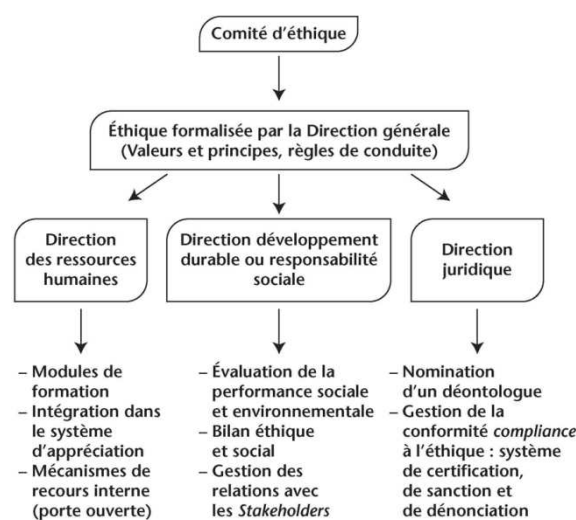 Comité d'éthique
Éthique formalisée par la Direction générale
(Valeurs et principes, règles de conduite)
Direction
des ressources
humaines
Direction développement
durable ou responsabilité
sociale
Direction
juridique
– Modules de
formation
– Intégration dans
le système
d'appréciation
– Mécanismes de
recours interne
(porte ouverte)
– Évaluation de la
performance sociale
et environnementale
– Bilan éthique
et social
– Gestion des
relations avec
les Stakeholders
– Nomination
d'un déontologue
– Gestion de la
conformité compliance
à l'éthique : système
de certification,
de sanction et
de dénonciation